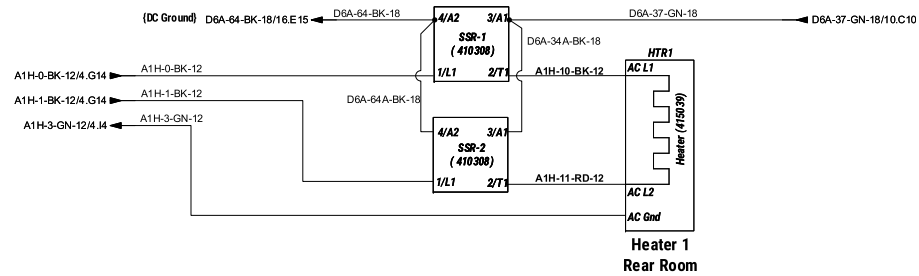 {DC Ground} D6A-64-BK-18/16.E15 D6A-64-BK-18 4/A2 3/A1 D6A-37-GN-18 D6A-37-GN-18/10.C10
SSR-1
( 410308)
D6A-34A-BK-18
HTR1
A1H-0-BK-12/4.G14 A1H-0-BK-12 1/L1 2/T1 A1H-10-BK-12 AC L1
A1H-1-BK-12/4.G14 A1H-1-BK-12 D6A-64A-BK-18
Heater (415039)
A1H-3-GN-12/4.I4 A1H-3-GN-12 4/A2 3/A1
SSR-2
( 410308)
1/L1 2/T1 A1H-11-RD-12 AC L2
AC Gnd
Heater 1
Rear Room